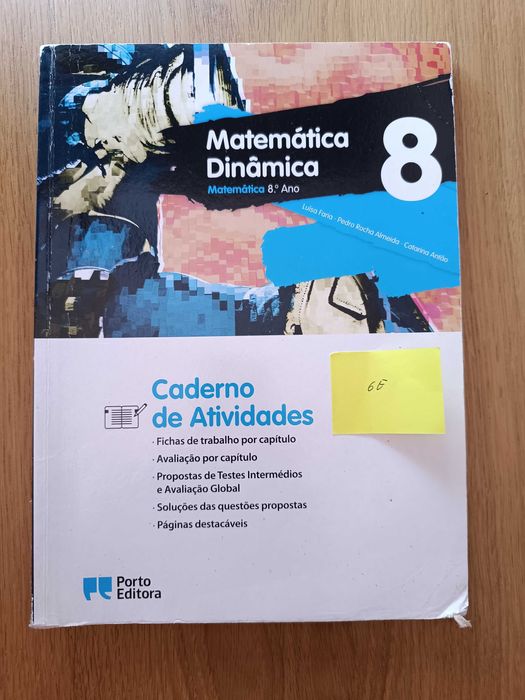 Matemática
Dinâmica
Matemática 8.º Ano
8
Luísa Faria · Pedro Rocha Almeida · Catarina Antão
6€
Caderno
de Atividades
· Fichas de trabalho por capítulo
· Avaliação por capítulo
· Propostas de Testes Intermédios
e Avaliação Global
· Soluções das questões propostas
· Páginas destacáveis
Porto
Editora